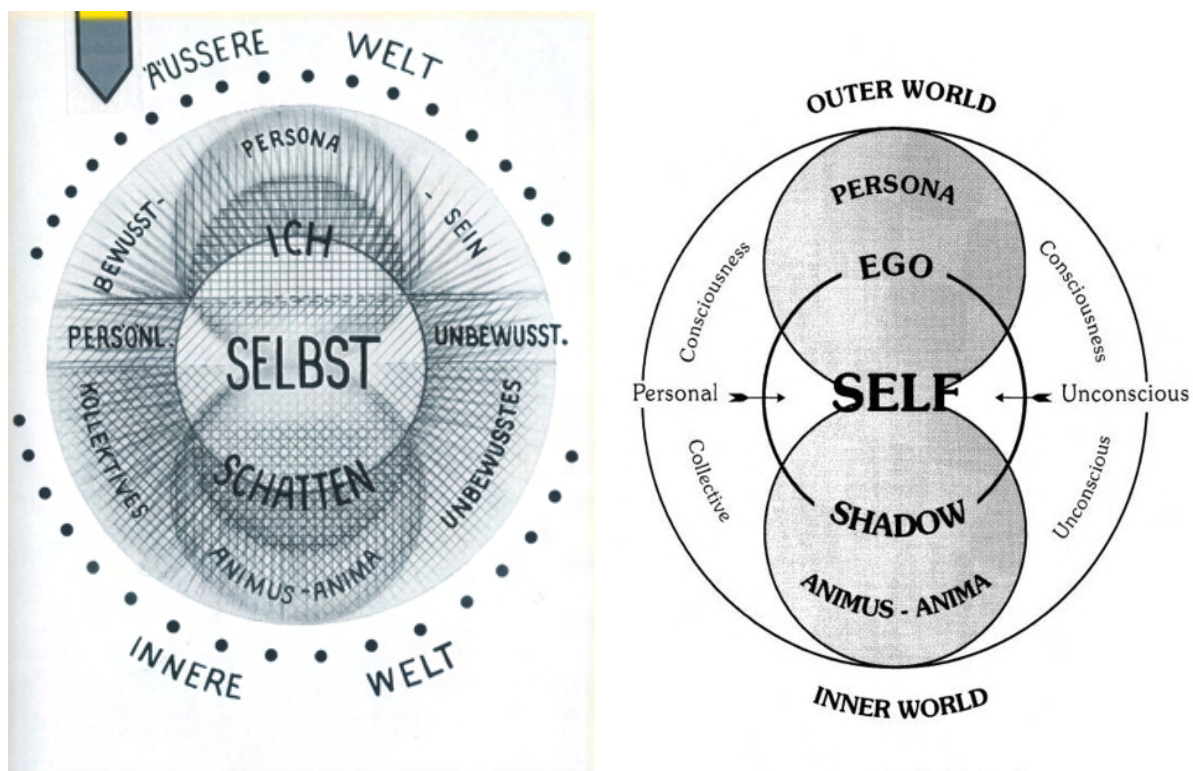 ÄUSSERE WELT
PERSONA
BEWUSST-
- SEIN
ICH
PERSONL.
UNBEWUSST.
SELBST
KOLLEKTIVES
UNBEWUSSTES
SCHATTEN
ANIMUS-ANIMA
INNERE WELT
OUTER WORLD
PERSONA
EGO
Consciousness
Consciousness
Personal
SELF
Unconscious
Collective
Unconscious
SHADOW
ANIMUS - ANIMA
INNER WORLD